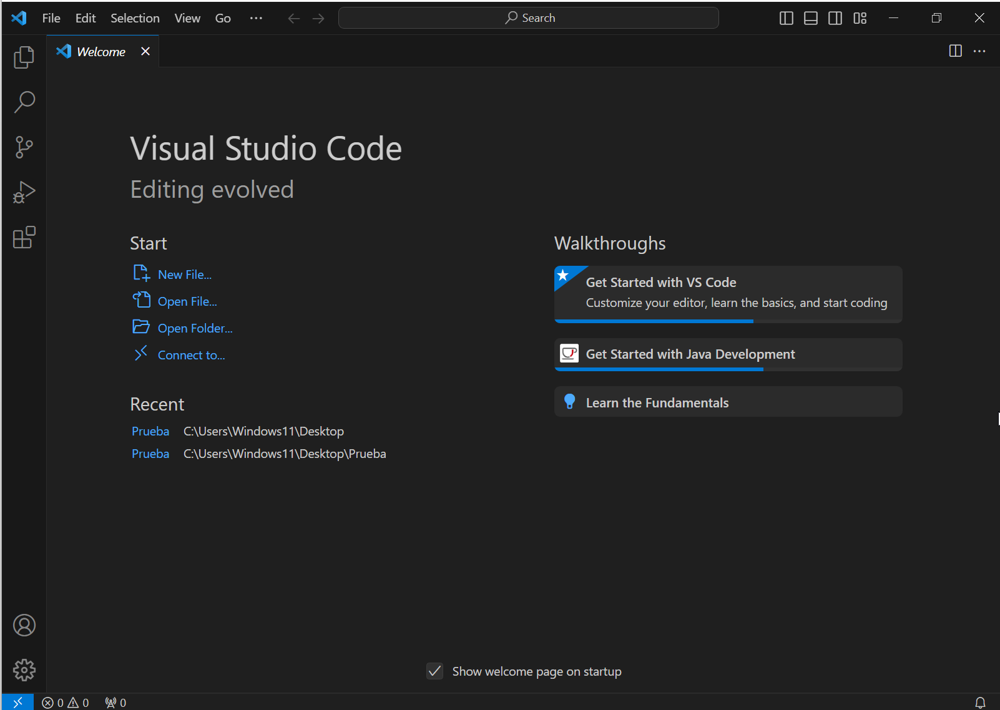 File Edit Selection View Go ··· Search
Welcome
Visual Studio Code
Editing evolved
Start
New File...
Open File...
Open Folder...
Connect to...
Recent
Prueba C:\Users\Windows11\Desktop
Prueba C:\Users\Windows11\Desktop\Prueba
Walkthroughs
Get Started with VS Code
Customize your editor, learn the basics, and start coding
Get Started with Java Development
Learn the Fundamentals
Show welcome page on startup
0 0 0